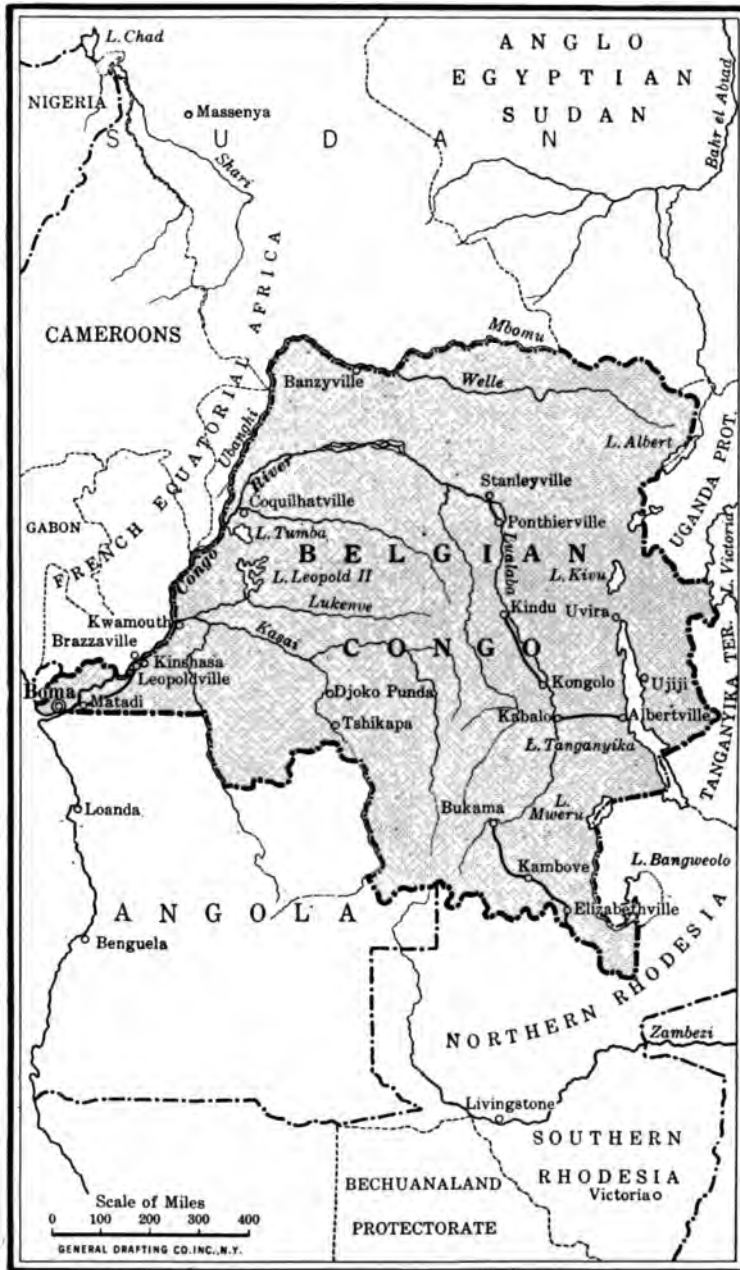 L. Chad
ANGLO
EGYPTIAN
SUDAN
NIGERIA
Massenya
SUDAN
Bahr el Abiad
Shari
CAMEROONS
FRENCH EQUATORIAL AFRICA
Mbomu
Banzyville
Welle
Ubanghi
L. Albert
UGANDA PROT.
River
Stanleyville
Coquilhatville
Ponthierville
GABON
L. Tumba
BELGIAN
Lualaba
L. Victoria
Congo
L. Leopold II
L. Kivu
Lukenve
Kindu
Uvira
Kwamouth
Kasai
Brazzaville
CONGO
Kinshasa
Leopoldville
Boma
Matadi
Djoko Punda
Kongolo
Ujiji
Tshikapa
Kabalo
Albertville
TANGANYIKA TER.
L. Tanganyika
Loanda
Bukama
L. Mweru
Kambove
L. Bangweolo
ANGOLA
Elizabethville
Benguela
NORTHERN RHODESIA
Zambezi
Livingstone
SOUTHERN
RHODESIA
BECHUANALAND
PROTECTORATE
Victoria
Scale of Miles
0 100 200 300 400
GENERAL DRAFTING CO.INC.,N.Y.